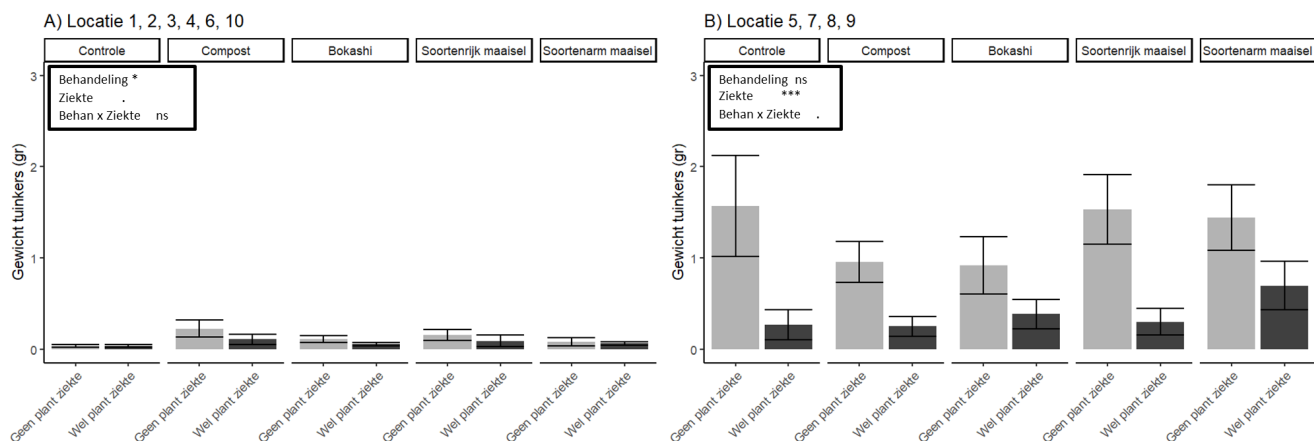 A) Locatie 1, 2, 3, 4, 6, 10
Controle Compost Bokashi Soortenrijk maaisel Soortenarm maaisel
Behandeling *
Ziekte .
Behan x Ziekte ns
Gewicht tuinkers (gr)
3
2
1
0
Geen plant ziekte Wel plant ziekte Geen plant ziekte Wel plant ziekte Geen plant ziekte Wel plant ziekte Geen plant ziekte Wel plant ziekte Geen plant ziekte Wel plant ziekte
B) Locatie 5, 7, 8, 9
Controle Compost Bokashi Soortenrijk maaisel Soortenarm maaisel
Behandeling ns
Ziekte ***
Behan x Ziekte .
Gewicht tuinkers (gr)
3
2
1
0
Geen plant ziekte Wel plant ziekte Geen plant ziekte Wel plant ziekte Geen plant ziekte Wel plant ziekte Geen plant ziekte Wel plant ziekte Geen plant ziekte Wel plant ziekte